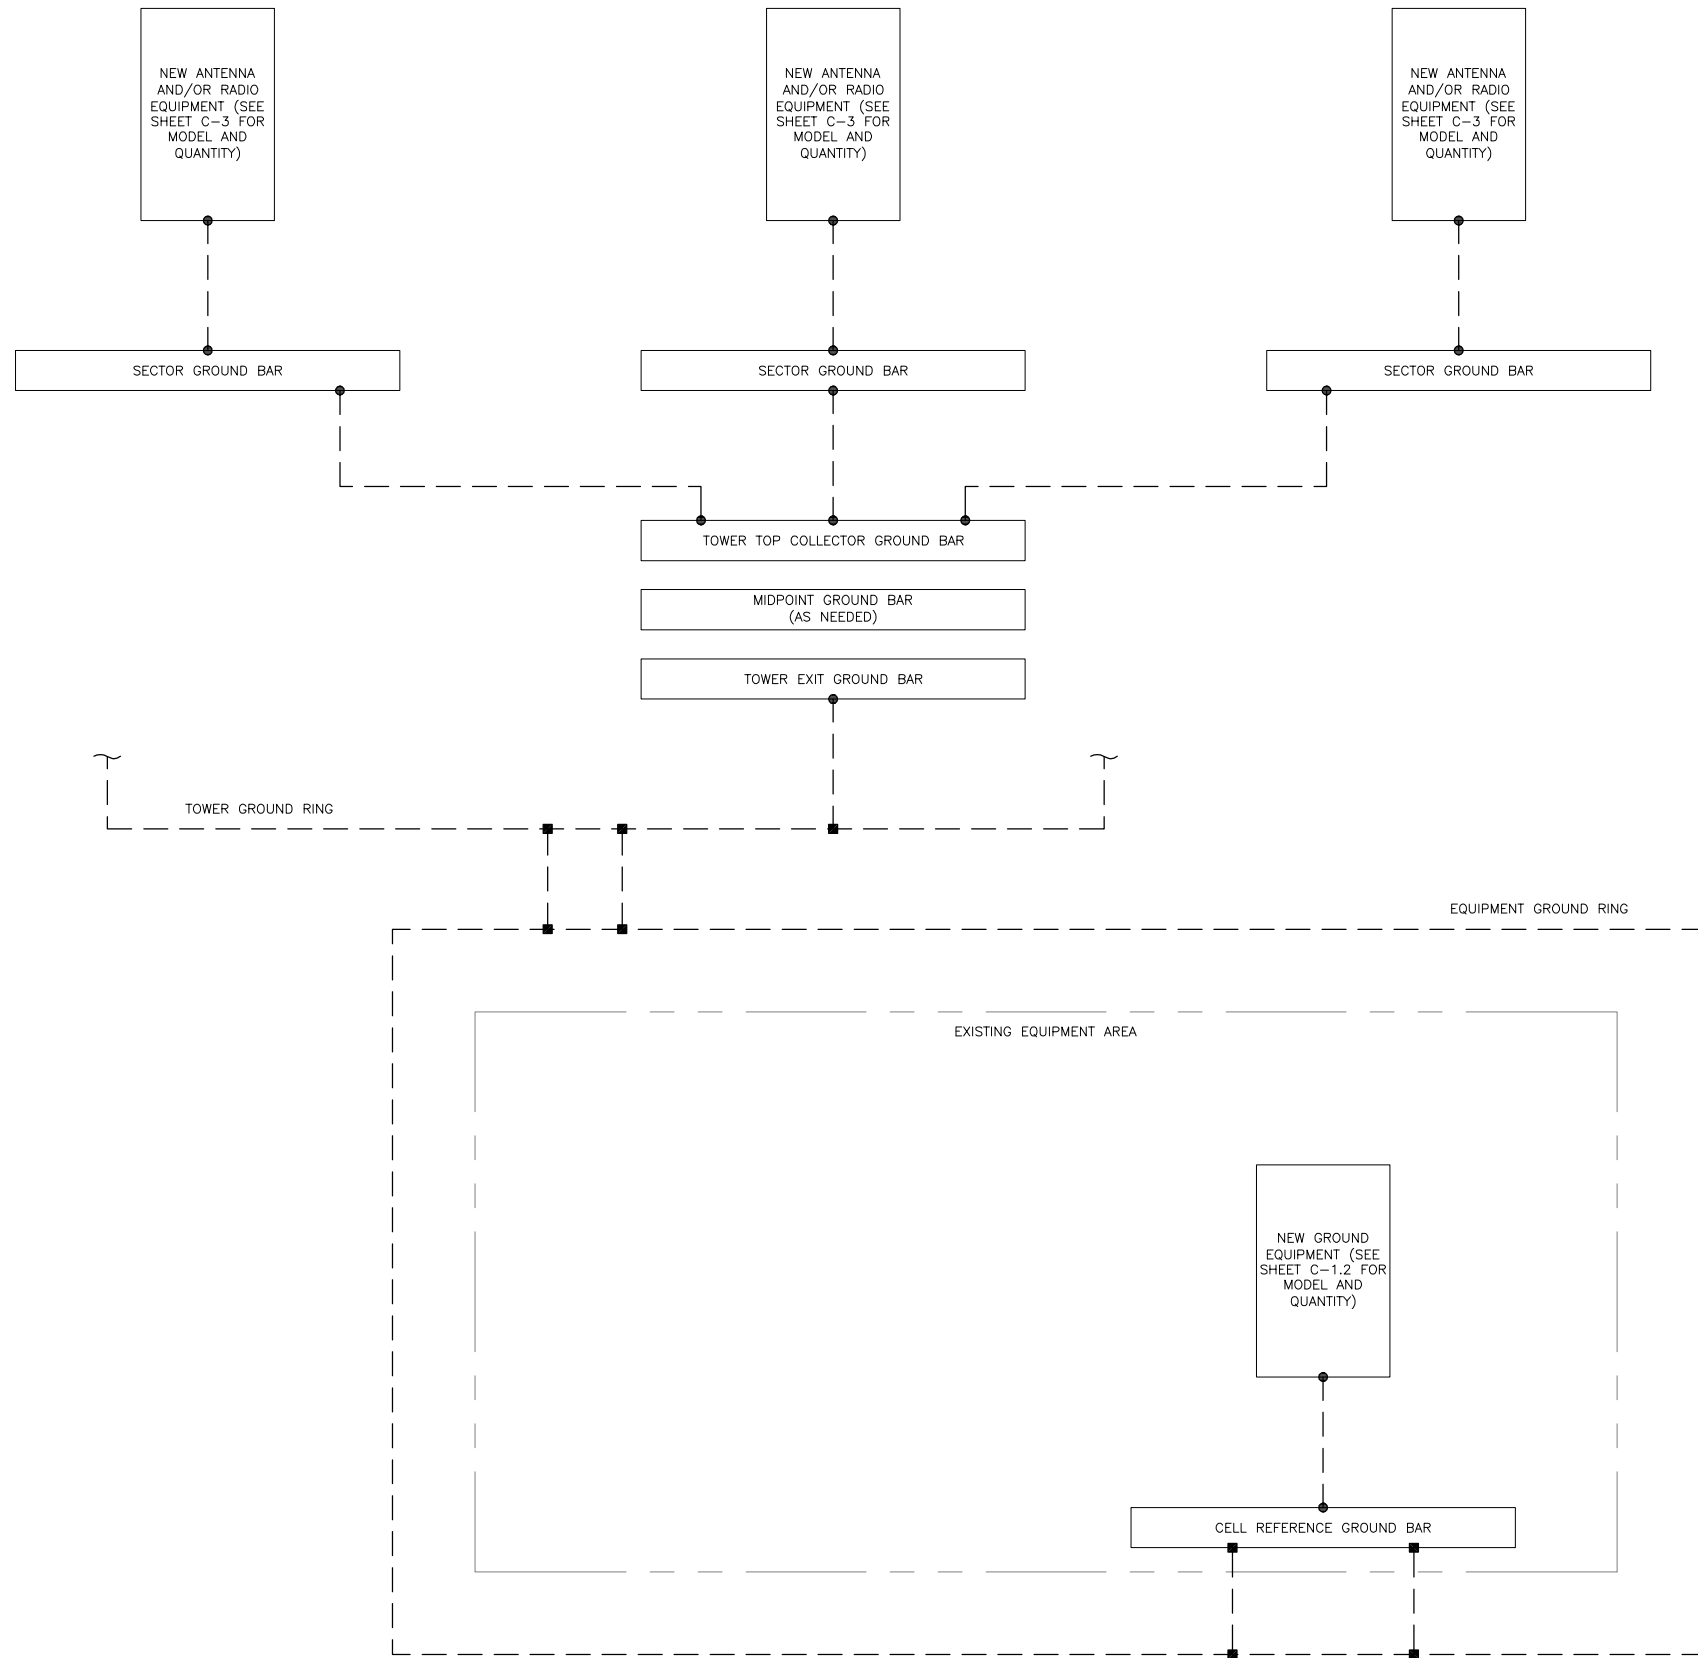 NEW ANTENNA
AND/OR RADIO
EQUIPMENT (SEE
SHEET C-3 FOR
MODEL AND
QUANTITY)
NEW ANTENNA
AND/OR RADIO
EQUIPMENT (SEE
SHEET C-3 FOR
MODEL AND
QUANTITY)
NEW ANTENNA
AND/OR RADIO
EQUIPMENT (SEE
SHEET C-3 FOR
MODEL AND
QUANTITY)
SECTOR GROUND BAR
SECTOR GROUND BAR
SECTOR GROUND BAR
TOWER TOP COLLECTOR GROUND BAR
MIDPOINT GROUND BAR
(AS NEEDED)
TOWER EXIT GROUND BAR
TOWER GROUND RING
EQUIPMENT GROUND RING
EXISTING EQUIPMENT AREA
NEW GROUND
EQUIPMENT (SEE
SHEET C-1.2 FOR
MODEL AND
QUANTITY)
CELL REFERENCE GROUND BAR